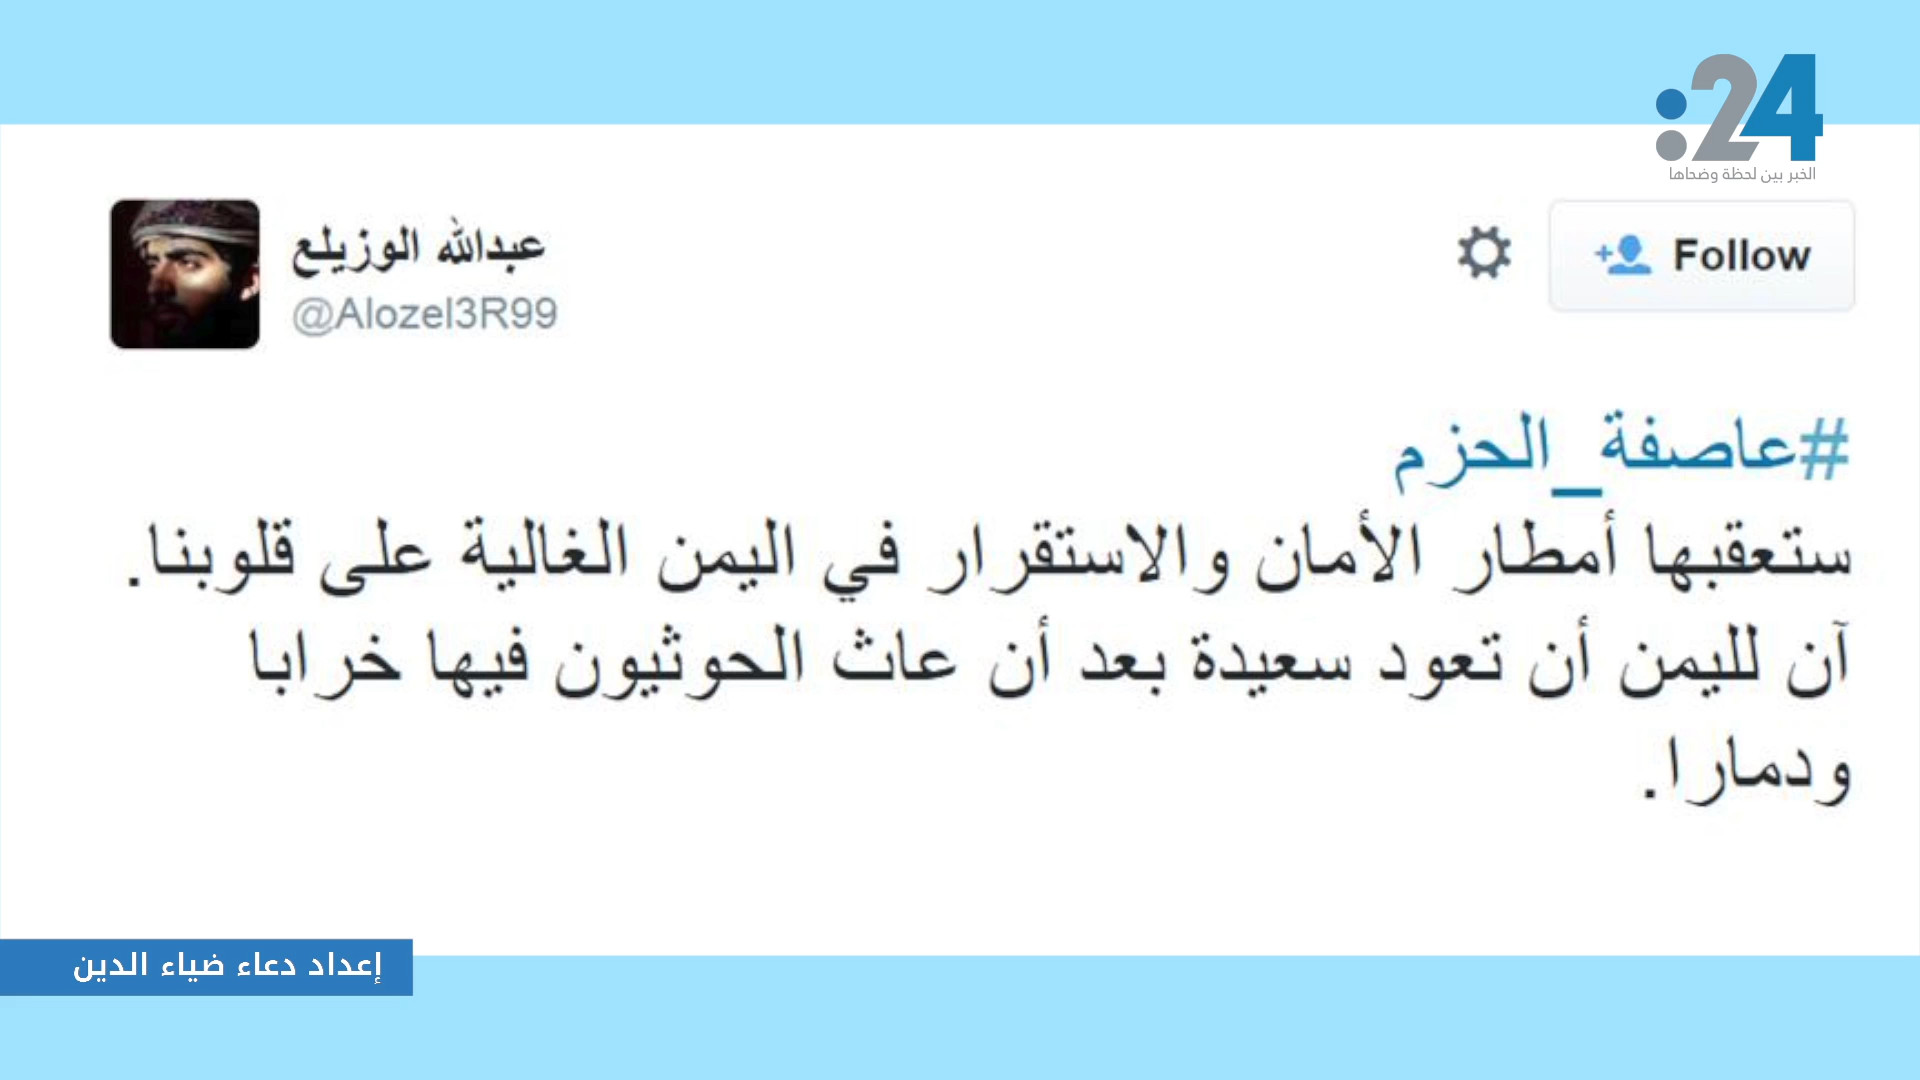 :24
الخبر بين لحظة وضحاها
عبدالله الوزيلع
@Alozel3R99
Follow
#عاصفة_الحزم
ستعقبها أمطار الأمان والاستقرار في اليمن الغالية على قلوبنا.
آن لليمن أن تعود سعيدة بعد أن عاث الحوثيون فيها خرابا
ودمارا.
إعداد دعاء ضياء الدين